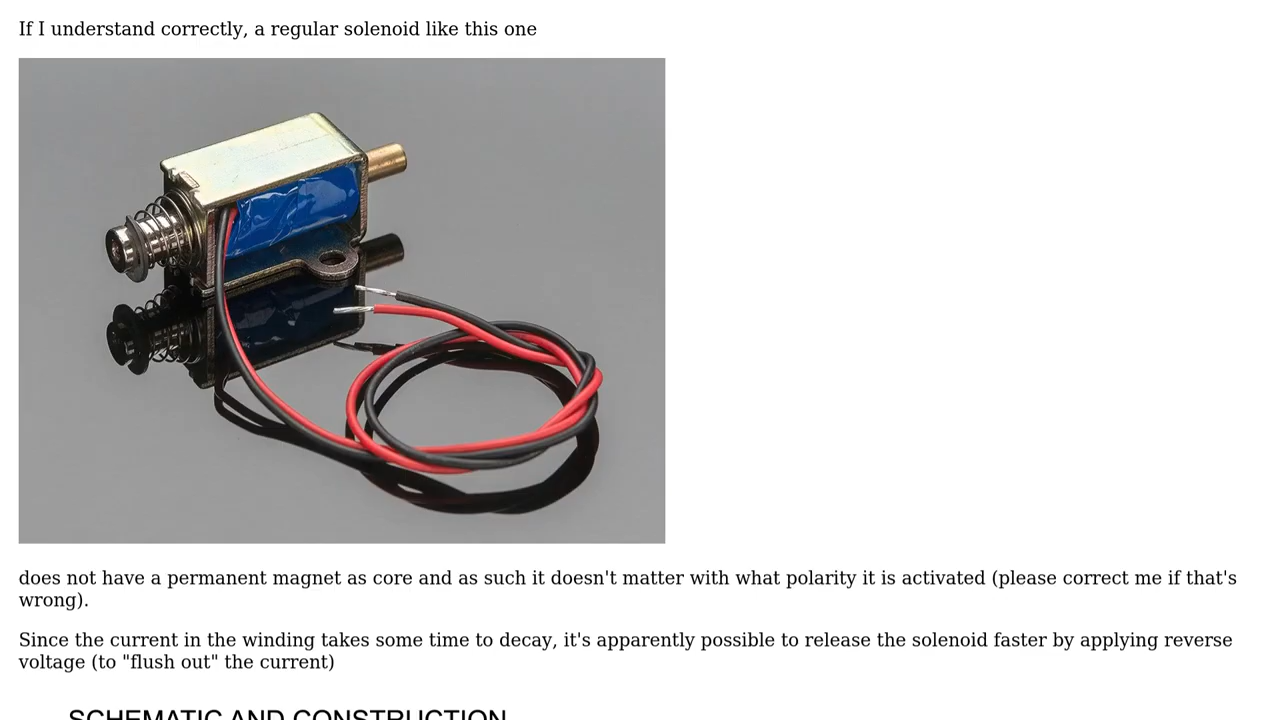 If I understand correctly, a regular solenoid like this one
does not have a permanent magnet as core and as such it doesn't matter with what polarity it is activated (please correct me if that's
wrong).
Since the current in the winding takes some time to decay, it's apparently possible to release the solenoid faster by applying reverse
voltage (to "flush out" the current)
SCHEMATIC AND CONSTRUCTION